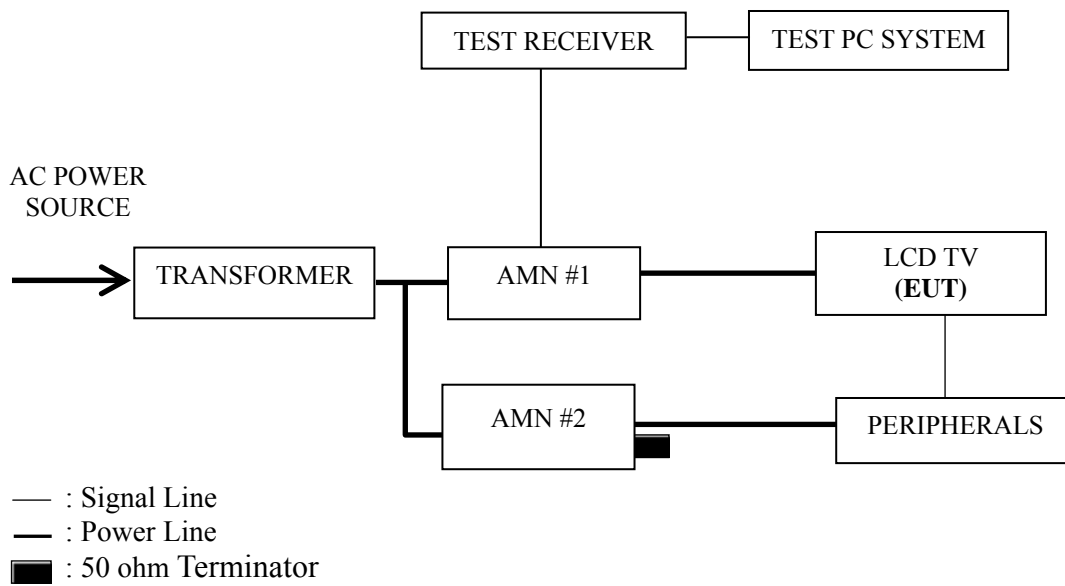 TEST RECEIVER
TEST PC SYSTEM
AC POWER
SOURCE
TRANSFORMER
AMN #1
LCD TV
(EUT)
AMN #2
PERIPHERALS
: Signal Line
: Power Line
: 50 ohm Terminator